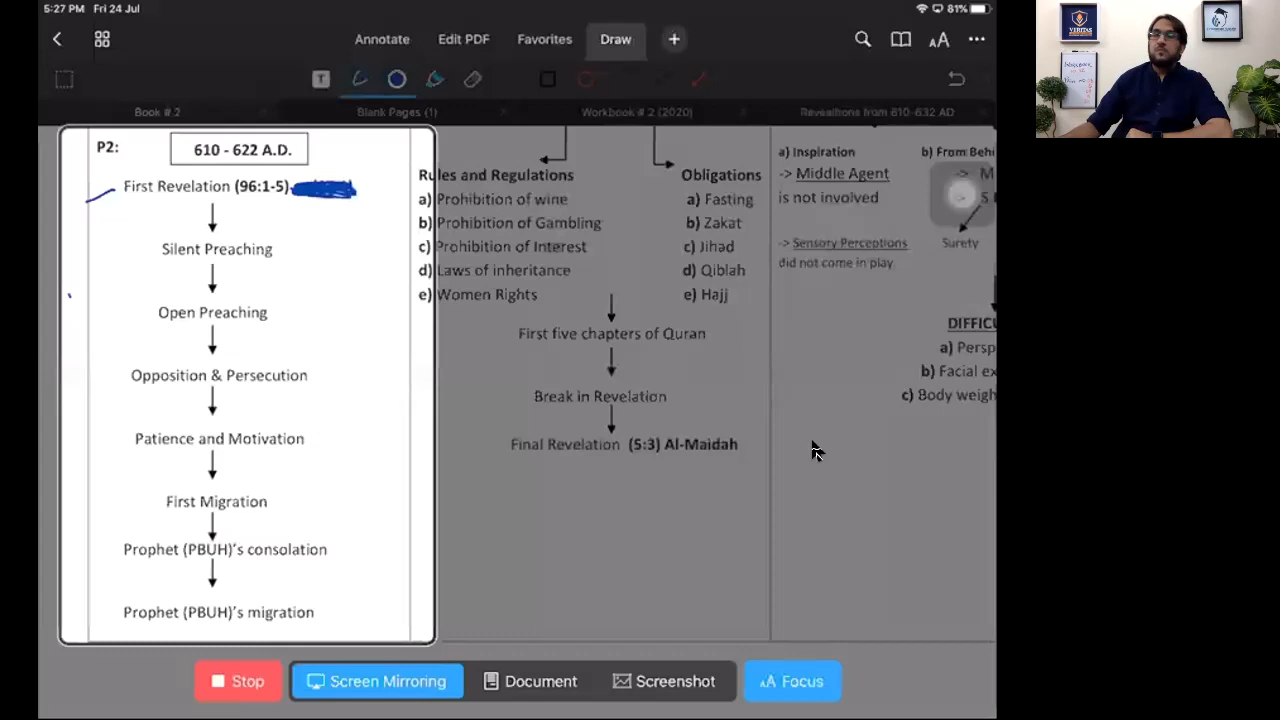 5:27 PM Fri 24 Jul
81%
Annotate
Edit PDF
Favorites
Draw
Book # 2
Blank Pages (1)
Workbook # 2 (2020)
Revealtions from 610-632 AD
P2:
610 - 622 A.D.
First Revelation (96:1-5)
Silent Preaching
Open Preaching
Opposition & Persecution
Patience and Motivation
First Migration
Prophet (PBUH)'s consolation
Prophet (PBUH)'s migration
Rules and Regulations
a) Prohibition of wine
b) Prohibition of Gambling
c) Prohibition of Interest
d) Laws of inheritance
e) Women Rights
Obligations
a) Fasting
b) Zakat
c) Jihad
d) Qiblah
e) Hajj
First five chapters of Quran
Break in Revelation
Final Revelation (5:3) Al-Maidah
a) Inspiration
-> Middle Agent
is not involved
-> Sensory Perceptions
did not come in play
b) From Behi
-> M
-> S
Surety
DIFFICU
a) Persp
b) Facial ex
c) Body weigh
Stop
Screen Mirroring
Document
Screenshot
AA Focus
VERITAS